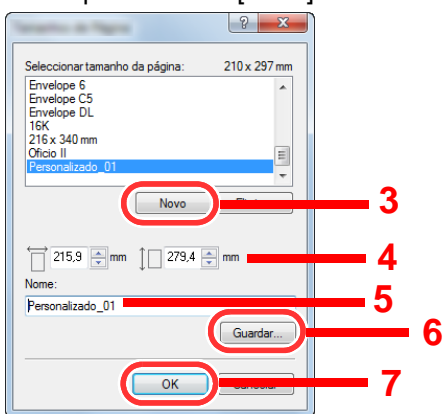 Seleccionar tamanho da página: 210 x 297 mm
Envelope 6
Envelope C5
Envelope DL
16K
216 x 340 mm
Oficio II
Personalizado_01
Novo
3
215,9 mm 279,4 mm
4
Nome:
Personalizado_01
5
Guardar...
6
OK
7